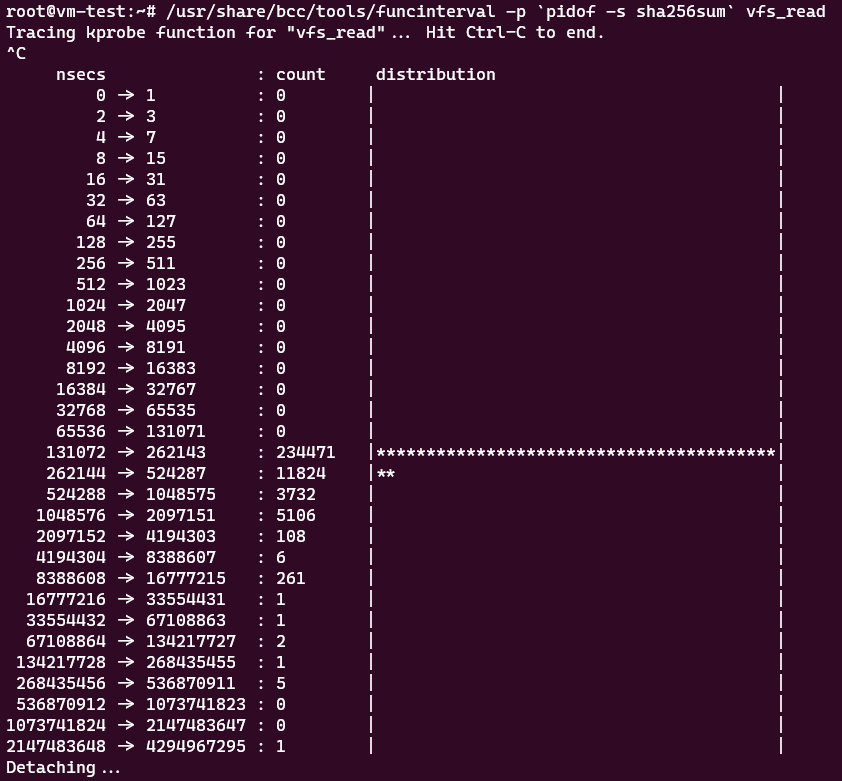 root@vm-test:~# /usr/share/bcc/tools/funcinterval -p `pidof -s sha256sum` vfs_read
Tracing kprobe function for "vfs_read"... Hit Ctrl-C to end.
^C
     nsecs               : count     distribution
         0 -> 1          : 0        |                                        |
         2 -> 3          : 0        |                                        |
         4 -> 7          : 0        |                                        |
         8 -> 15         : 0        |                                        |
        16 -> 31         : 0        |                                        |
        32 -> 63         : 0        |                                        |
        64 -> 127        : 0        |                                        |
       128 -> 255        : 0        |                                        |
       256 -> 511        : 0        |                                        |
       512 -> 1023       : 0        |                                        |
      1024 -> 2047       : 0        |                                        |
      2048 -> 4095       : 0        |                                        |
      4096 -> 8191       : 0        |                                        |
      8192 -> 16383      : 0        |                                        |
     16384 -> 32767      : 0        |                                        |
     32768 -> 65535      : 0        |                                        |
     65536 -> 131071     : 0        |                                        |
    131072 -> 262143     : 234471   |****************************************|
    262144 -> 524287     : 11824    |**                                      |
    524288 -> 1048575    : 3732     |                                        |
   1048576 -> 2097151    : 5106     |                                        |
   2097152 -> 4194303    : 108      |                                        |
   4194304 -> 8388607    : 6        |                                        |
   8388608 -> 16777215   : 261      |                                        |
  16777216 -> 33554431   : 1        |                                        |
  33554432 -> 67108863   : 1        |                                        |
  67108864 -> 134217727  : 2        |                                        |
 134217728 -> 268435455  : 1        |                                        |
 268435456 -> 536870911  : 5        |                                        |
 536870912 -> 1073741823 : 0        |                                        |
1073741824 -> 2147483647 : 0        |                                        |
2147483648 -> 4294967295 : 1        |                                        |
Detaching...